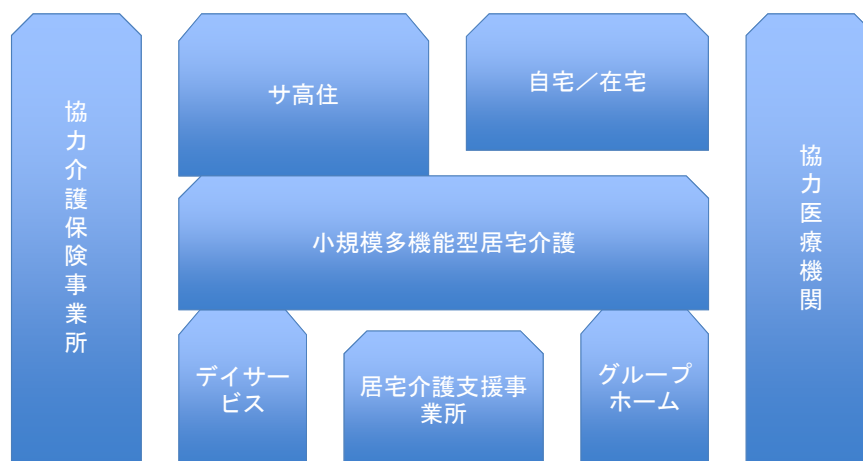 協力介護保険事業所
サ高住
自宅／在宅
協力医療機関
小規模多機能型居宅介護
デイサー
ビス
居宅介護支援事
業所
グループ
ホーム